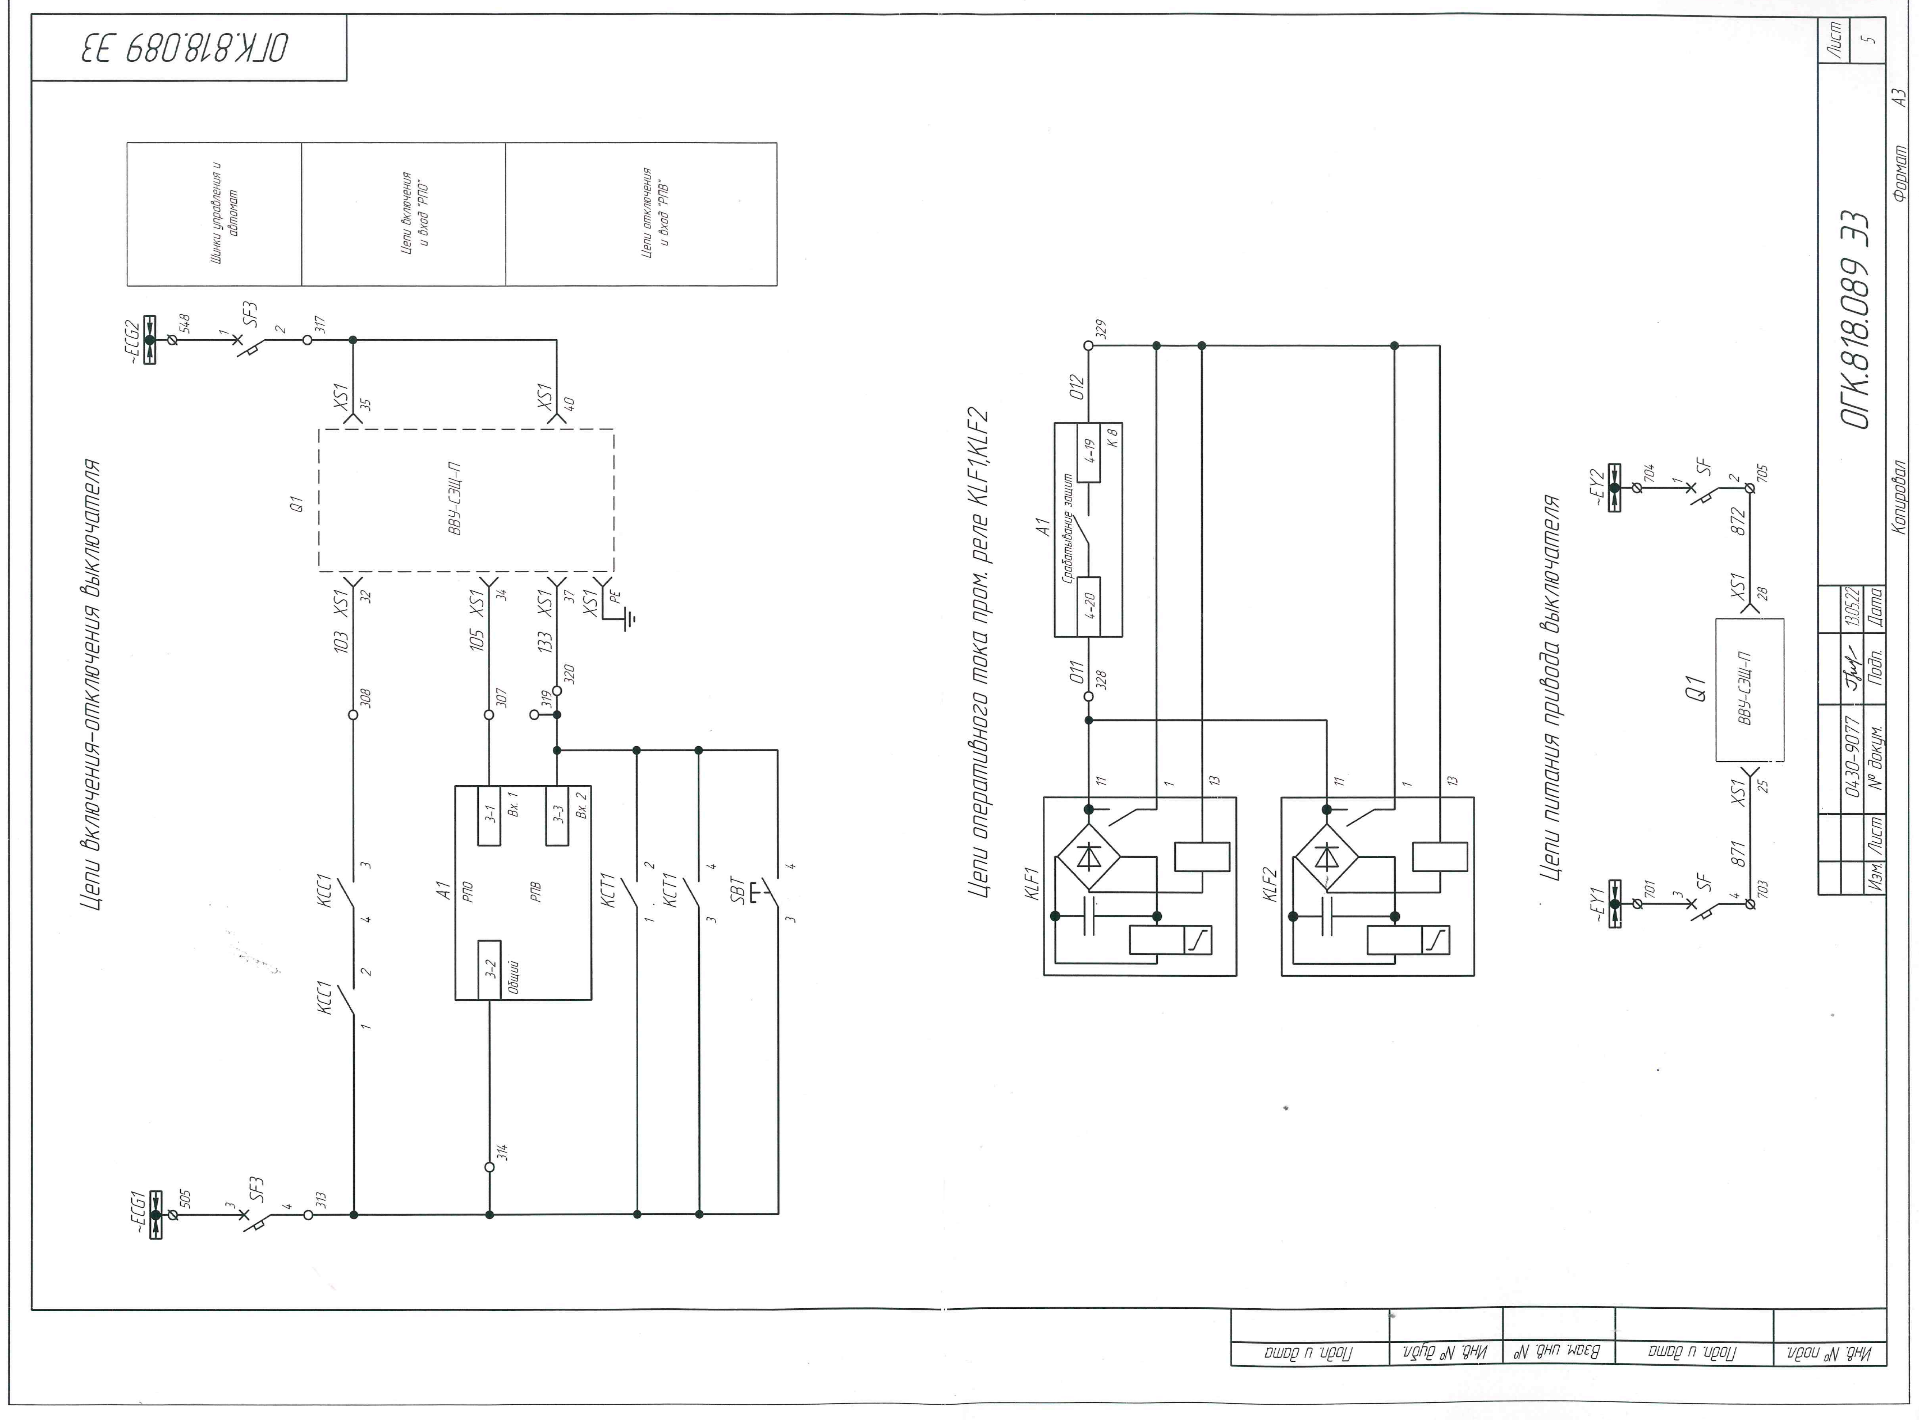 ОГК.818.089 Э3
Цепи включения-отключения выключателя
~ECG1
505
3
SF3
4
313
~ECG2
548
1
SF3
2
317
Шинки управления и
автомат
Цепи включения
и вход "РПО"
Цепи отключения
и вход "РПВ"
KCC1
1
2
KCC1
4
3
308
103
XS1
32
Q1
ВВУ-СЭЩ-П
XS1
35
314
А1
3-2
Общий
РПО
3-1
Вх. 1
РПВ
3-3
Вх. 2
307
105
XS1
34
319
320
133
XS1
37
XS1
PE
XS1
40
KCT1
1
2
KCT1
3
4
SBT
3
4
Цепи оперативного тока пром. реле KLF1,KLF2
KLF1
11
1
13
328
011
А1
4-20
Срабатывание защит
4-19
К 8
012
329
KLF2
11
1
13
Цепи питания привода выключателя
~EY1
701
3
SF
4
703
871
XS1
25
Q1
ВВУ-СЭЩ-П
XS1
28
872
~EY2
704
1
SF
2
705
0430-9077
13.05.22
Изм.
Лист
№ докум.
Подп.
Дата
ОГК.818.089 Э3
Лист
5
Копировал
Формат
А3
Инв. № подл
Подп. и дата
Взам. инв. №
Инв. № дубл.
Подп. и дата